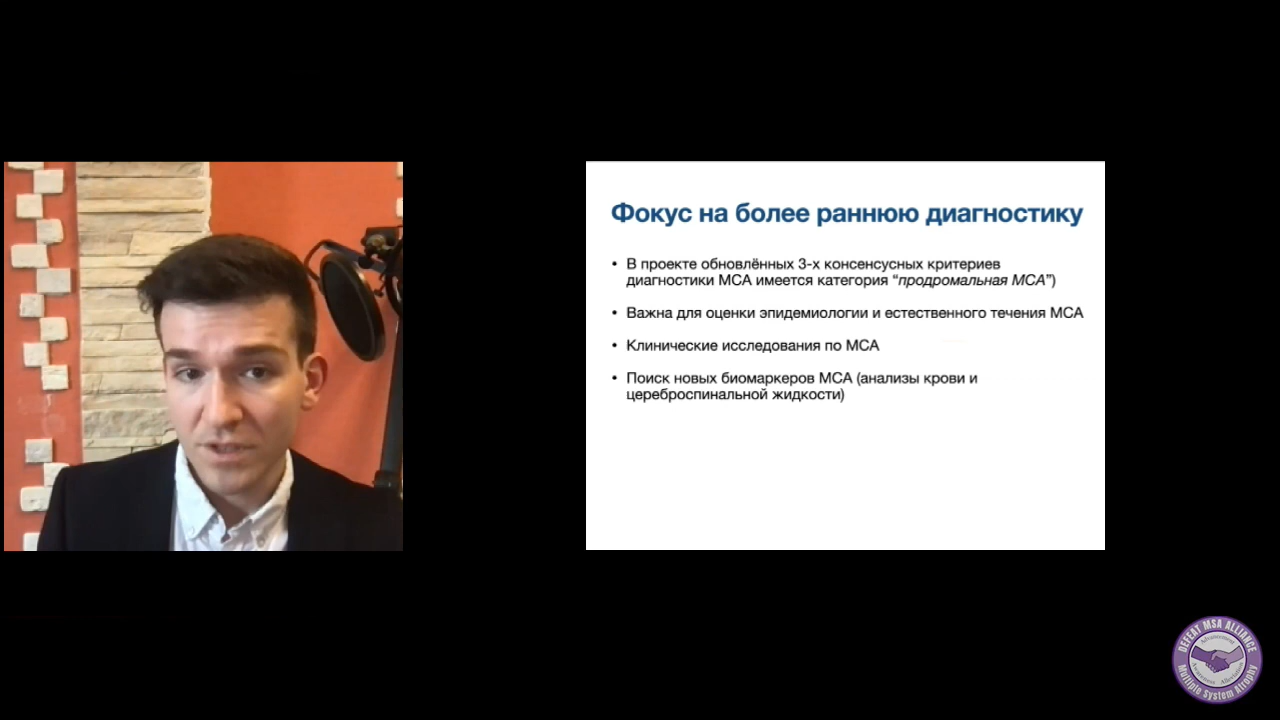 Фокус на более раннюю диагностику
• В проекте обновлённых 3-х консенсусных критериев
диагностики МСА имеется категория “продромальная МСА”)
• Важна для оценки эпидемиологии и естественного течения МСА
• Клинические исследования по МСА
• Поиск новых биомаркеров МСА (анализы крови и
цереброспинальной жидкости)
DEFEAT MSA ALLIANCE
Advancement
Awareness
Multiple System Atrophy